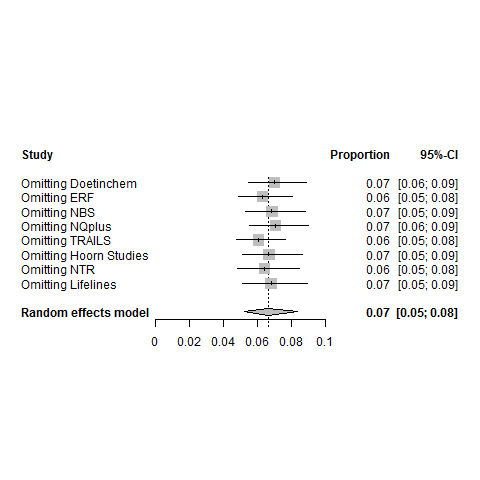 Study Proportion 95%-CI
Omitting Doetinchem 0.07 [0.06; 0.09]
Omitting ERF 0.06 [0.05; 0.08]
Omitting NBS 0.07 [0.05; 0.09]
Omitting NQplus 0.07 [0.06; 0.09]
Omitting TRAILS 0.06 [0.05; 0.08]
Omitting Hoorn Studies 0.07 [0.05; 0.09]
Omitting NTR 0.06 [0.05; 0.08]
Omitting Lifelines 0.07 [0.05; 0.09]
Random effects model 0.07 [0.05; 0.08]
0 0.02 0.04 0.06 0.08 0.1